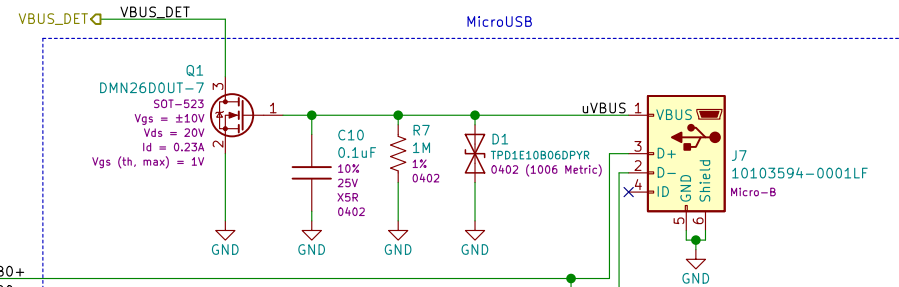 VBUS_DET
VBUS_DET
MicroUSB
Q1
DMN26D0UT-7
SOT-523
Vgs = ±10V
Vds = 20V
Id = 0.23A
Vgs (th, max) = 1V
3
1
2
GND
C10
0.1uF
10%
25V
X5R
0402
GND
R7
1M
1%
0402
GND
D1
TPD1E10B06DPYR
0402 (1006 Metric)
GND
uVBUS
1
3
2
4
VBUS
D+
D-
ID
GND
Shield
5
6
J7
10103594-0001LF
Micro-B
GND